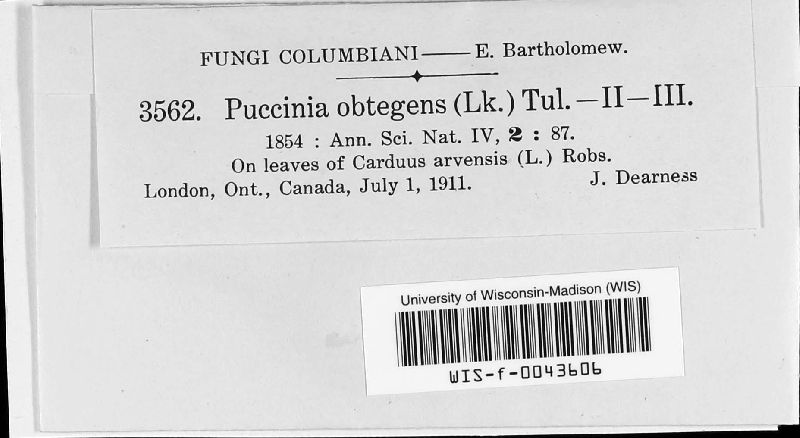 FUNGI COLUMBIANI—E. Bartholomew.
3562. Puccinia obtegens (Lk.) Tul. —II—III.
1854 : Ann. Sci. Nat. IV, 2 : 87.
On leaves of Carduus arvensis (L.) Robs.
London, Ont., Canada, July 1, 1911. J. Dearness
University of Wisconsin-Madison (WIS)
WIS-f-0043606